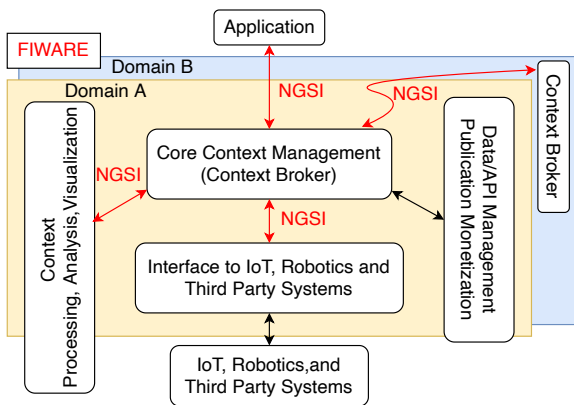 Application
FIWARE
Domain B
Domain A
NGSI
NGSI
Context Broker
Context
Processing, Analysis,Visualization
NGSI
Core Context Management
(Context Broker)
Data/API Management
Publication Monetization
NGSI
Interface to IoT, Robotics and
Third Party Systems
IoT, Robotics,and
Third Party Systems